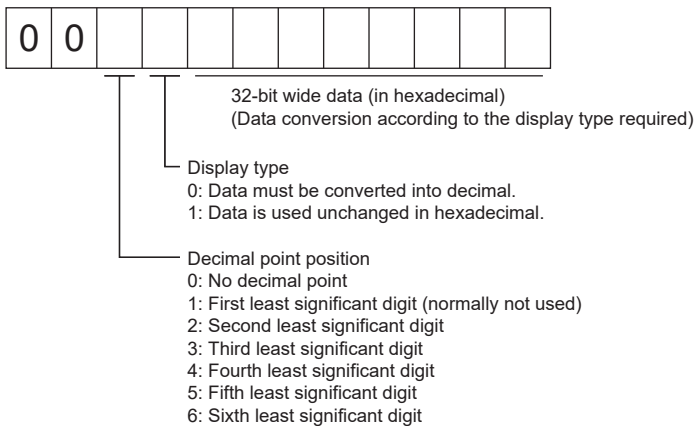 0 0
32-bit wide data (in hexadecimal)
(Data conversion according to the display type required)
Display type
0: Data must be converted into decimal.
1: Data is used unchanged in hexadecimal.
Decimal point position
0: No decimal point
1: First least significant digit (normally not used)
2: Second least significant digit
3: Third least significant digit
4: Fourth least significant digit
5: Fifth least significant digit
6: Sixth least significant digit